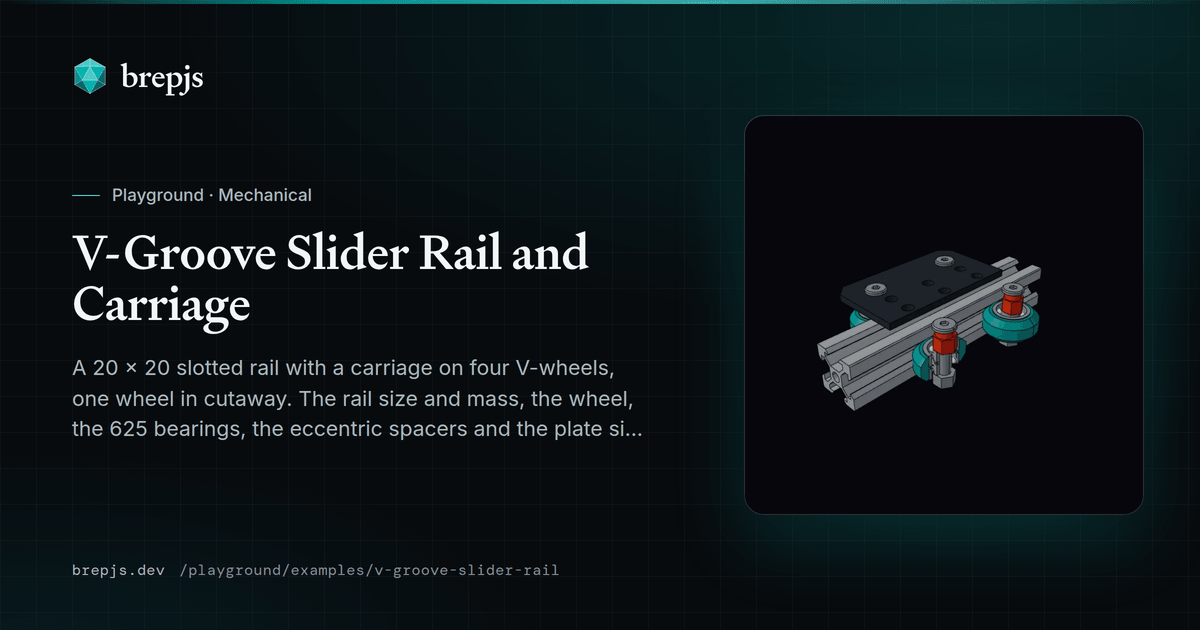 brepjs
Playground · Mechanical
V-Groove Slider Rail and
Carriage
A 20 × 20 slotted rail with a carriage on four V-wheels,
one wheel in cutaway. The rail size and mass, the wheel,
the 625 bearings, the eccentric spacers and the plate si…
brepjs.dev /playground/examples/v-groove-slider-rail